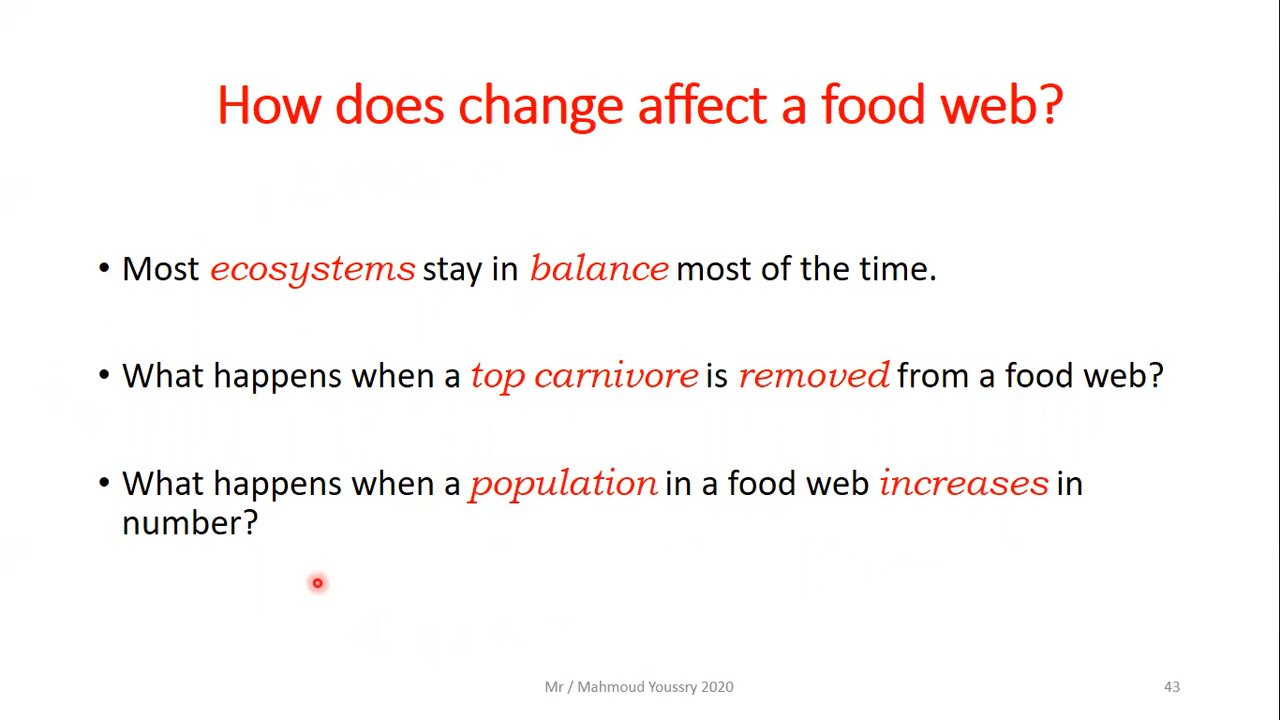 How does change affect a food web?
• Most ecosystems stay in balance most of the time.
• What happens when a top carnivore is removed from a food web?
• What happens when a population in a food web increases in
number?
Mr / Mahmoud Youssry 2020
43